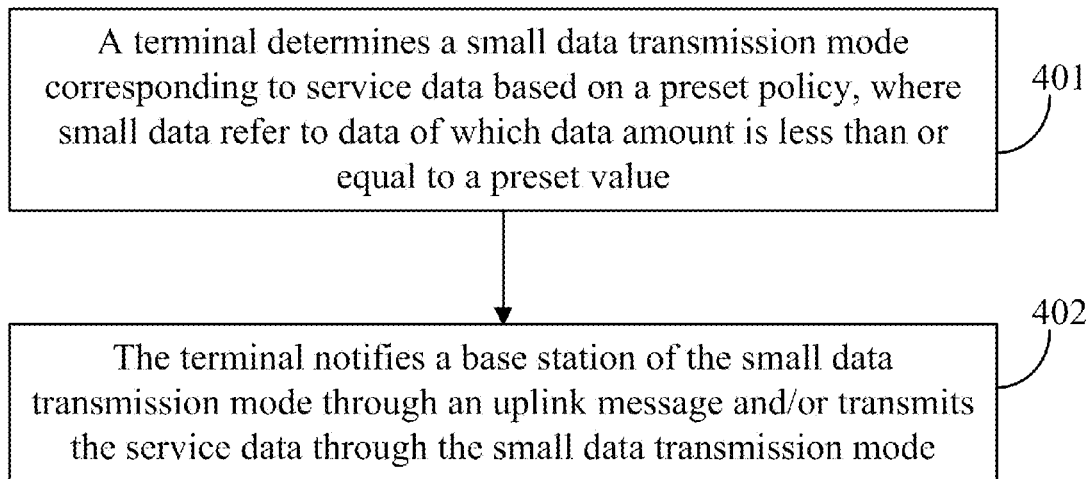 A terminal determines a small data transmission mode
corresponding to service data based on a preset policy, where
small data refer to data of which data amount is less than or
equal to a preset value
401
The terminal notifies a base station of the small data
transmission mode through an uplink message and/or transmits
the service data through the small data transmission mode
402